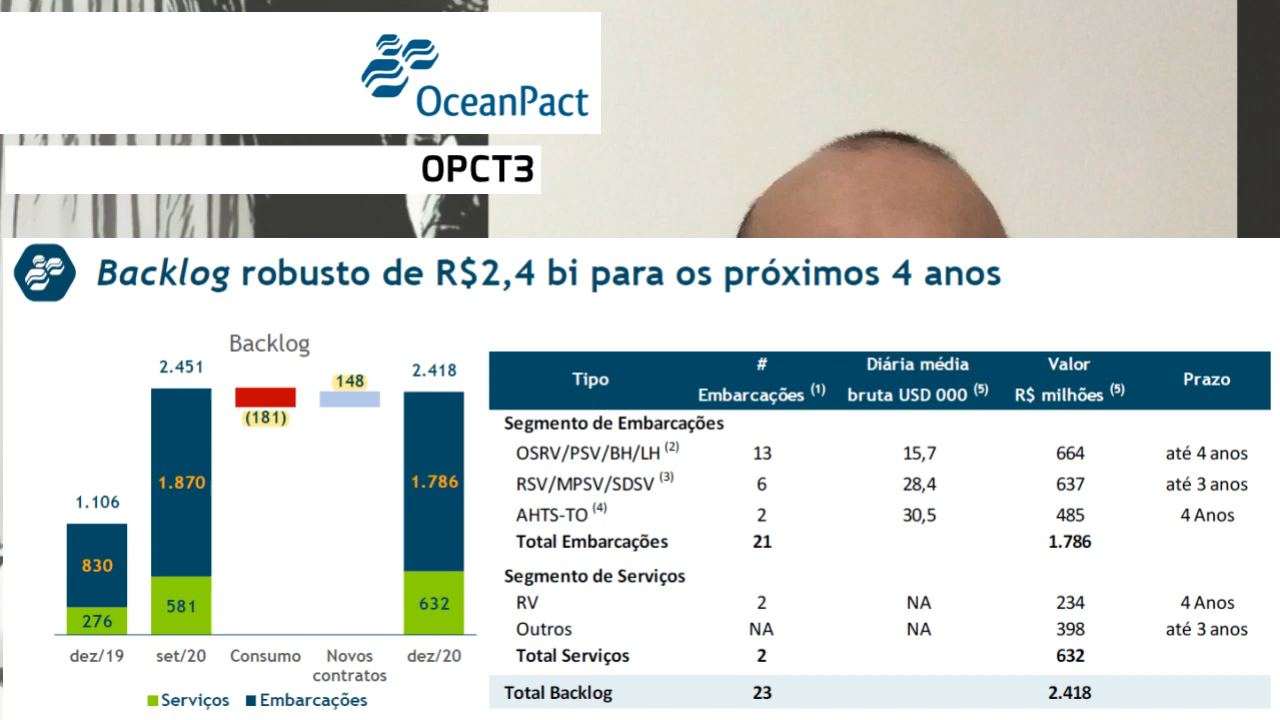 OceanPact
OPCT3
Backlog robusto de R$2,4 bi para os próximos 4 anos
Backlog
2.451
148
2.418
(181)
1.870
1.786
1.106
830
581
632
276
dez/19 set/20 Consumo Novos contratos dez/20
Serviços Embarcações
Tipo # Embarcações (1) Diária média bruta USD 000 (5) Valor R$ milhões (5) Prazo
Segmento de Embarcações
OSRV/PSV/BH/LH (2) 13 15,7 664 até 4 anos
RSV/MPSV/SDSV (3) 6 28,4 637 até 3 anos
AHTS-TO (4) 2 30,5 485 4 Anos
Total Embarcações 21 1.786
Segmento de Serviços
RV 2 NA 234 4 Anos
Outros NA NA 398 até 3 anos
Total Serviços 2 632
Total Backlog 23 2.418